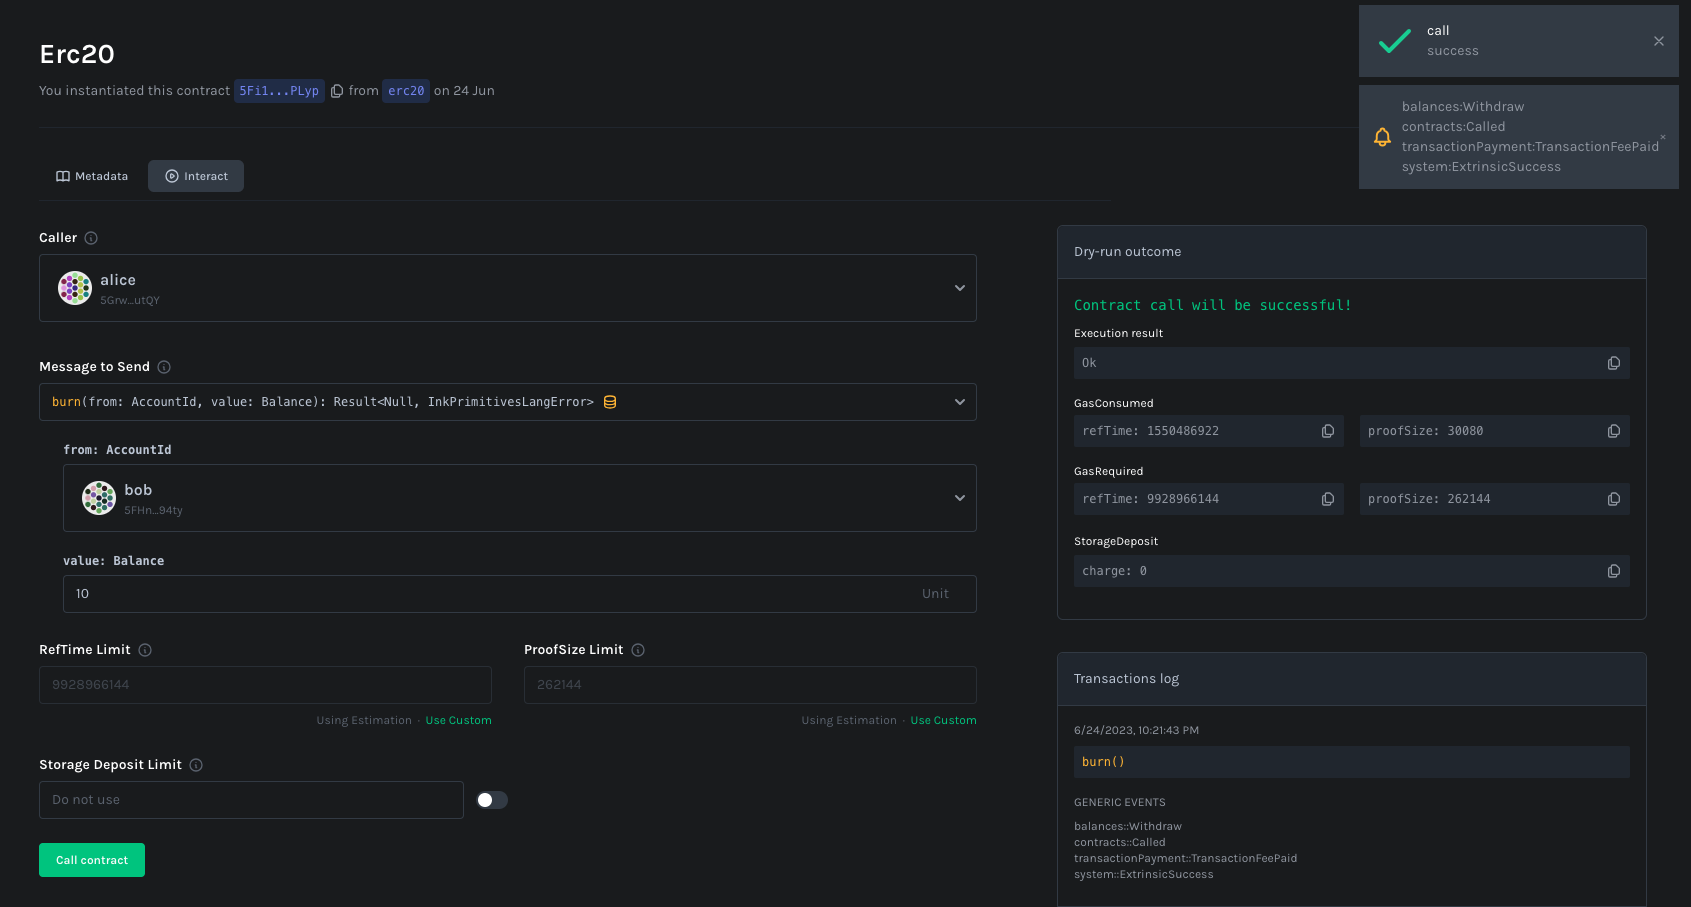 Erc20
You instantiated this contract 5Fi1...PLyp from erc20 on 24 Jun
call
success
balances:Withdraw
contracts:Called
transactionPayment:TransactionFeePaid
system:ExtrinsicSuccess
Metadata
Interact
Caller
alice
5Grw...utQY
Message to Send
burn(from: AccountId, value: Balance): Result<Null, InkPrimitivesLangError>
from: AccountId
bob
5FHn...94ty
value: Balance
10
Unit
RefTime Limit
9928966144
Using Estimation · Use Custom
ProofSize Limit
262144
Using Estimation · Use Custom
Storage Deposit Limit
Do not use
Call contract
Dry-run outcome
Contract call will be successful!
Execution result
Ok
GasConsumed
refTime: 1550486922
proofSize: 30080
GasRequired
refTime: 9928966144
proofSize: 262144
StorageDeposit
charge: 0
Transactions log
6/24/2023, 10:21:43 PM
burn()
GENERIC EVENTS
balances::Withdraw
contracts::Called
transactionPayment::TransactionFeePaid
system::ExtrinsicSuccess